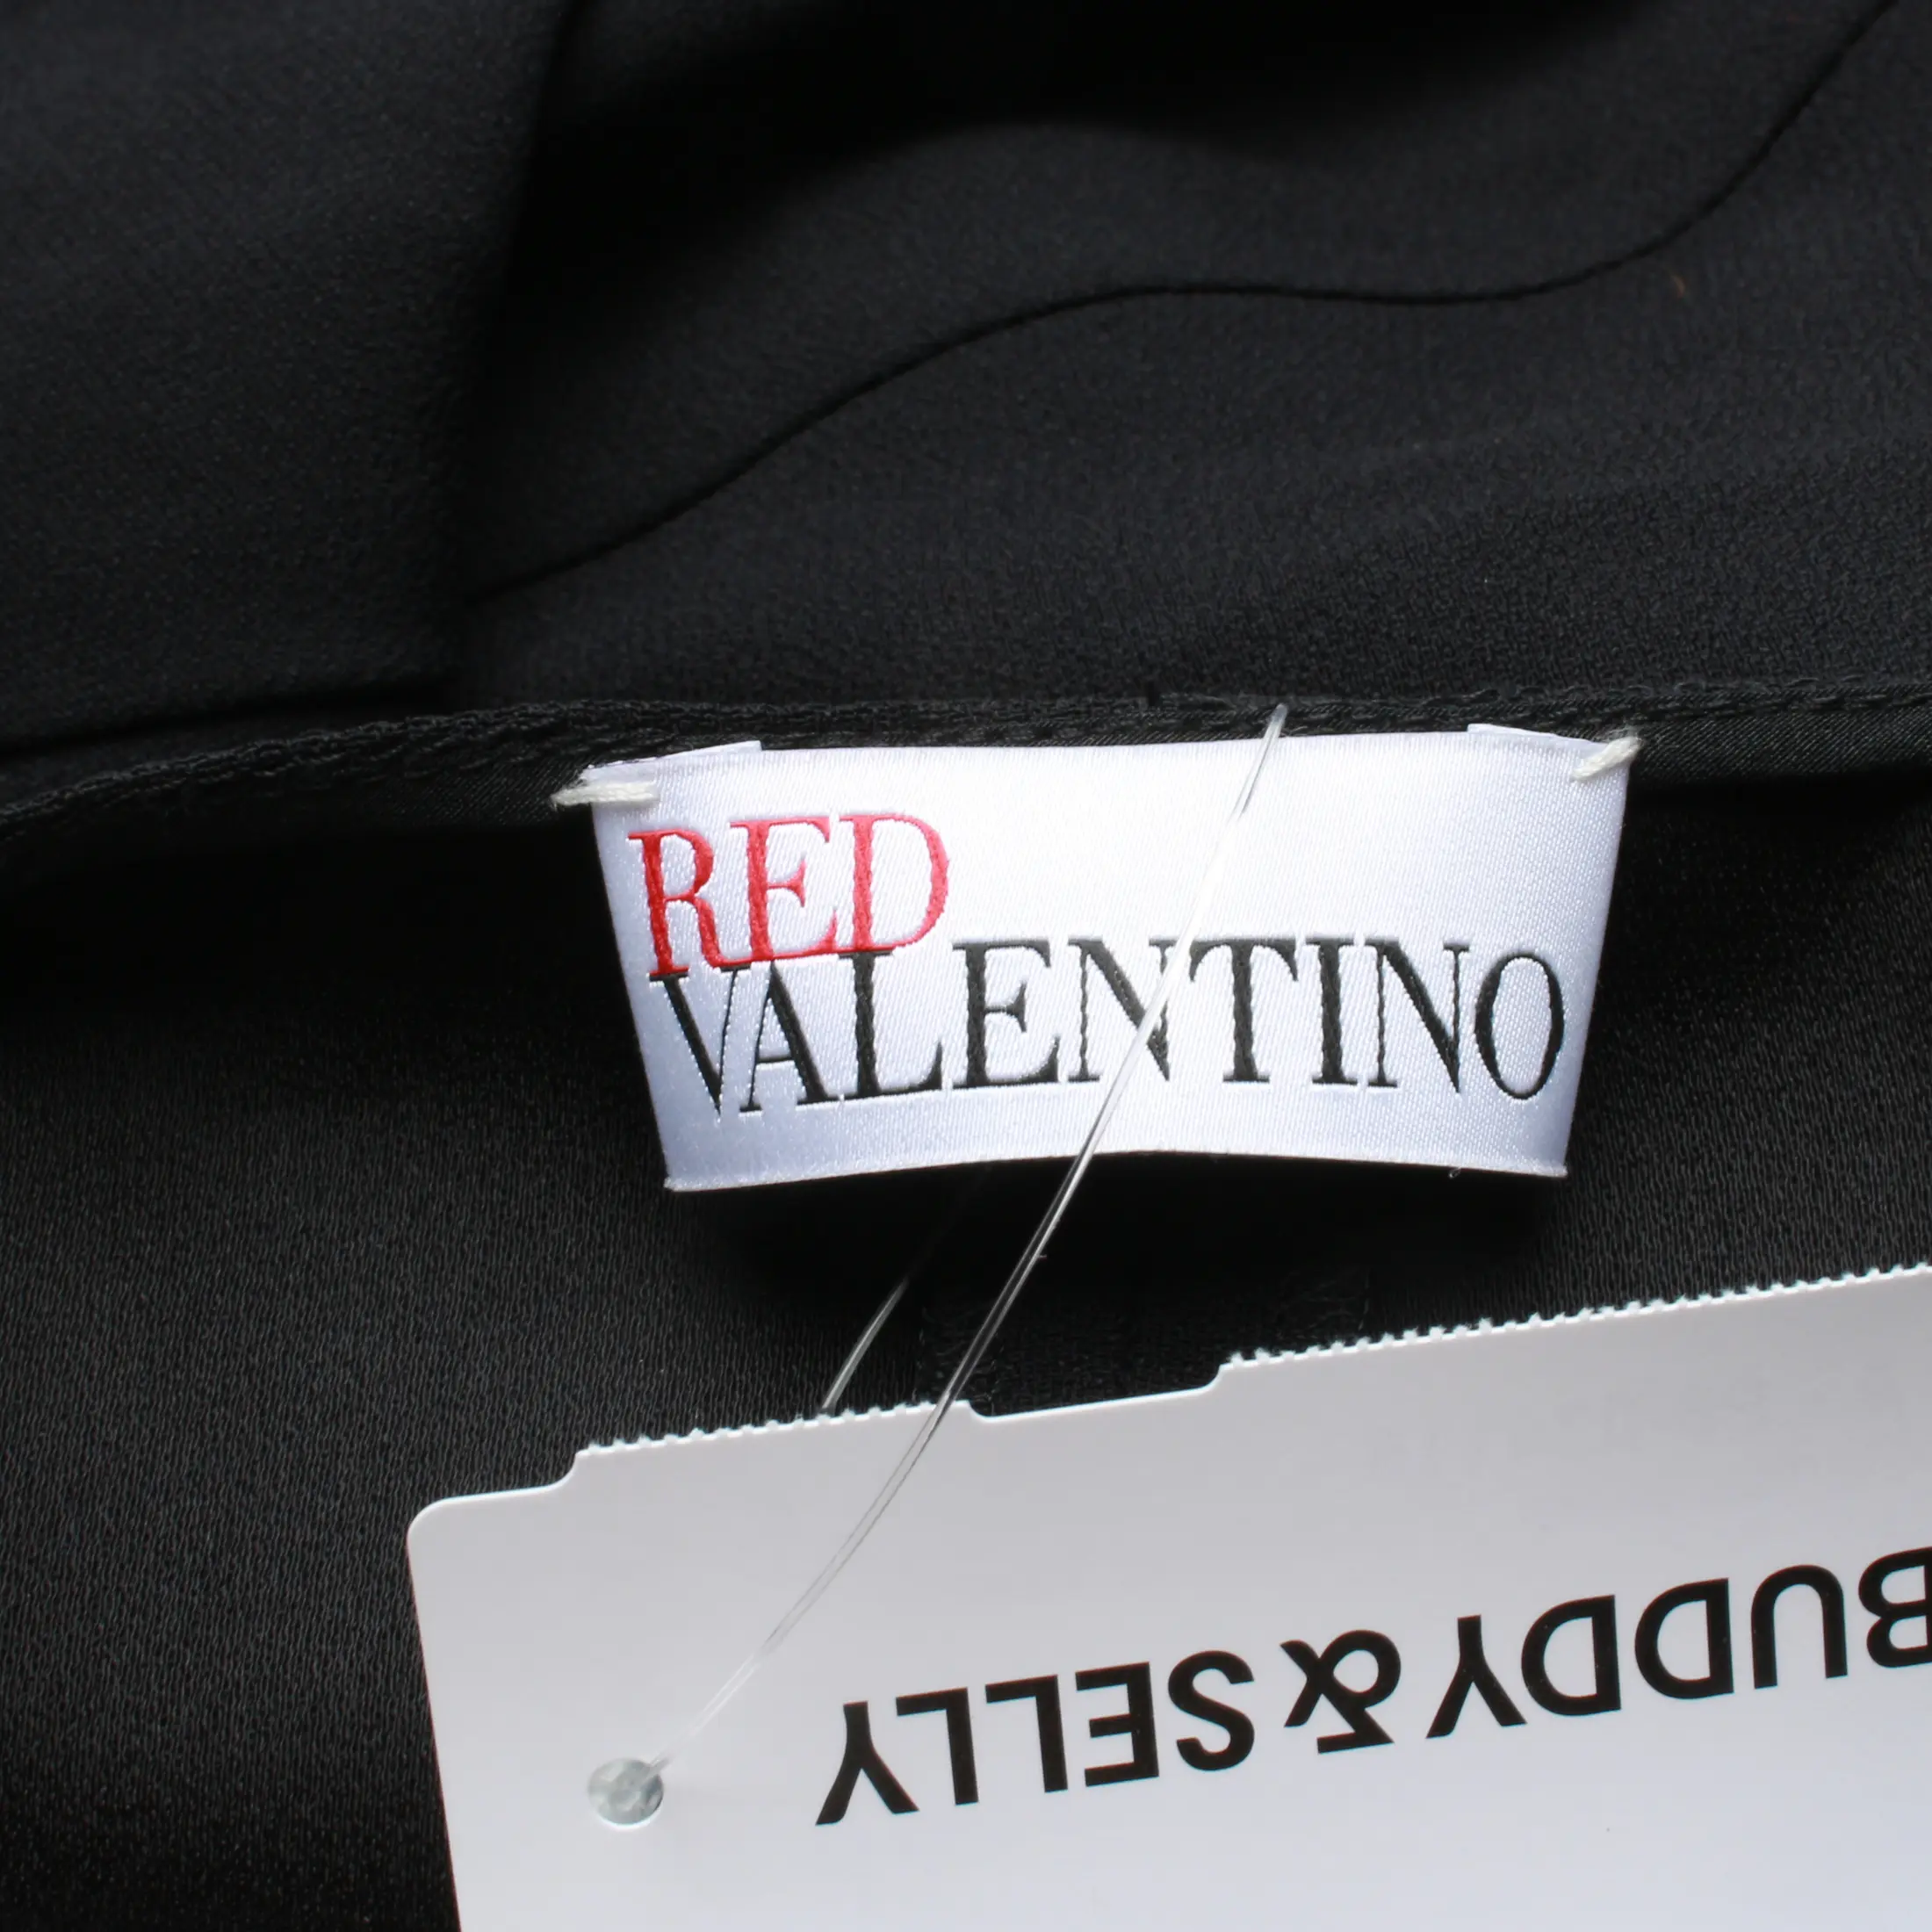 RED
VALENTINO
BUDDY & SELLY